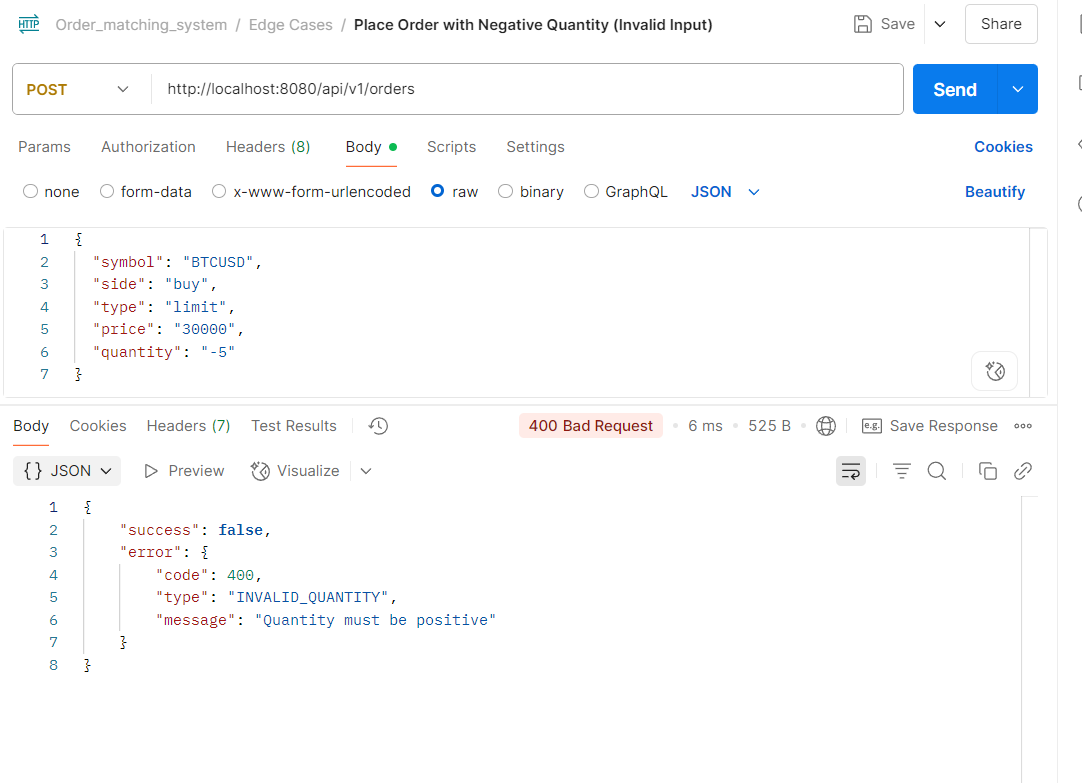 HTTP Order_matching_system / Edge Cases / Place Order with Negative Quantity (Invalid Input) Save Share
POST http://localhost:8080/api/v1/orders Send
Params Authorization Headers (8) Body Scripts Settings Cookies
none form-data x-www-form-urlencoded raw binary GraphQL JSON Beautify
1 {
2 "symbol": "BTCUSD",
3 "side": "buy",
4 "type": "limit",
5 "price": "30000",
6 "quantity": "-5"
7 }
Body Cookies Headers (7) Test Results 400 Bad Request • 6 ms • 525 B • e.g. Save Response
{} JSON Preview Visualize
1 {
2 "success": false,
3 "error": {
4 "code": 400,
5 "type": "INVALID_QUANTITY",
6 "message": "Quantity must be positive"
7 }
8 }